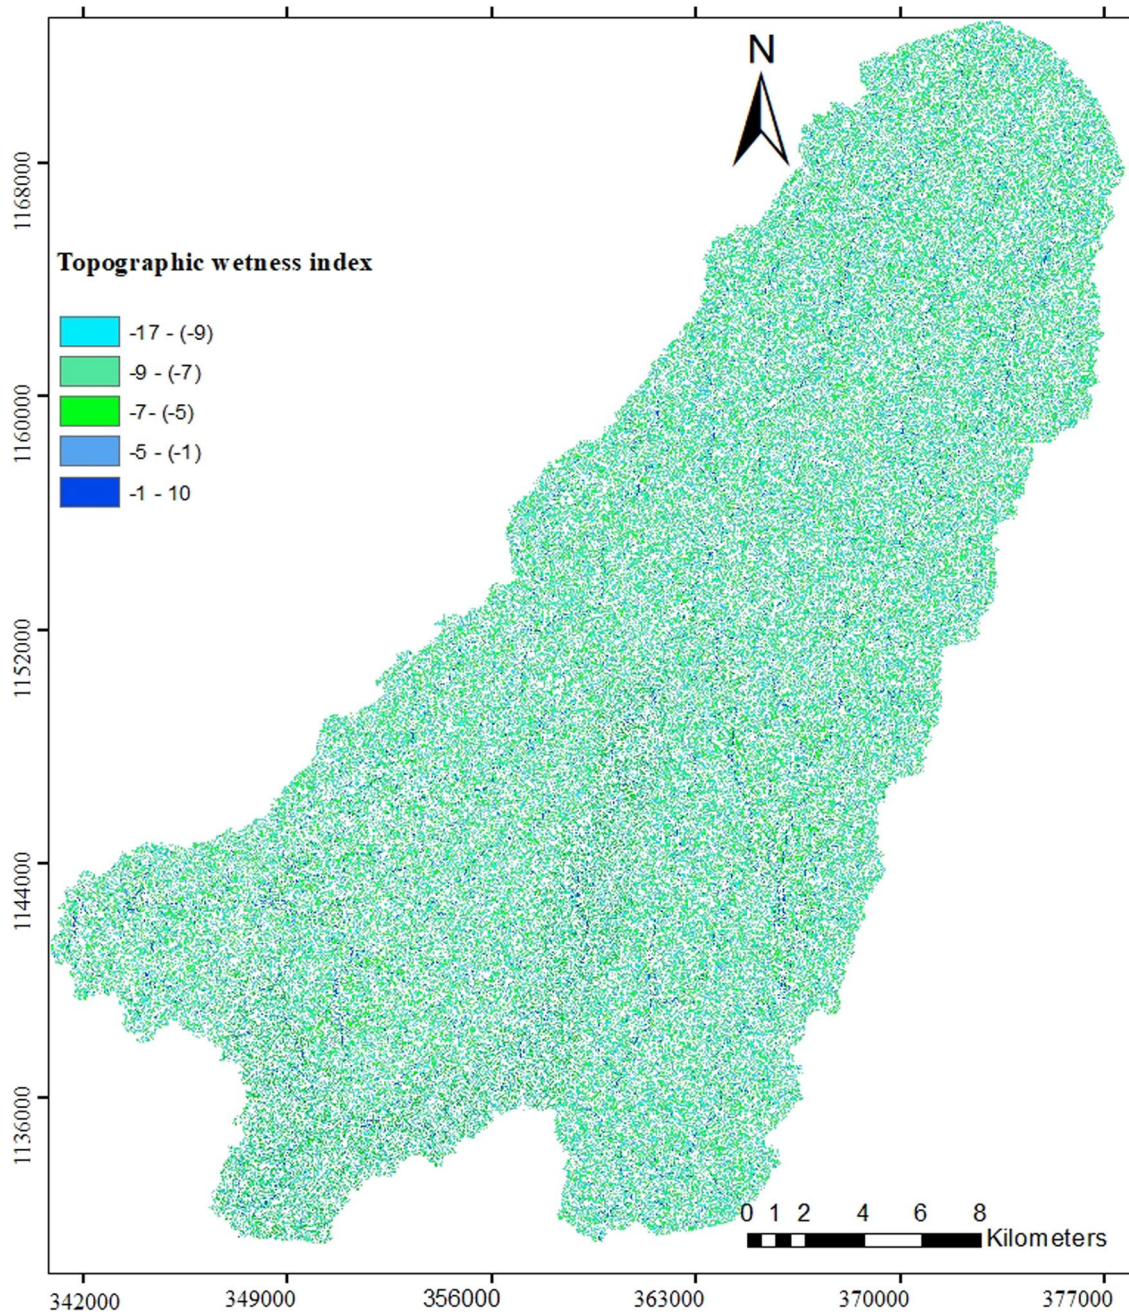 N
1168000
Topographic wetness index
-17 - (-9)
-9 - (-7)
-7- (-5)
-5 - (-1)
-1 - 10
1160000
1152000
1144000
1136000
0 1 2 4 6 8
Kilometers
342000 349000 356000 363000 370000 377000